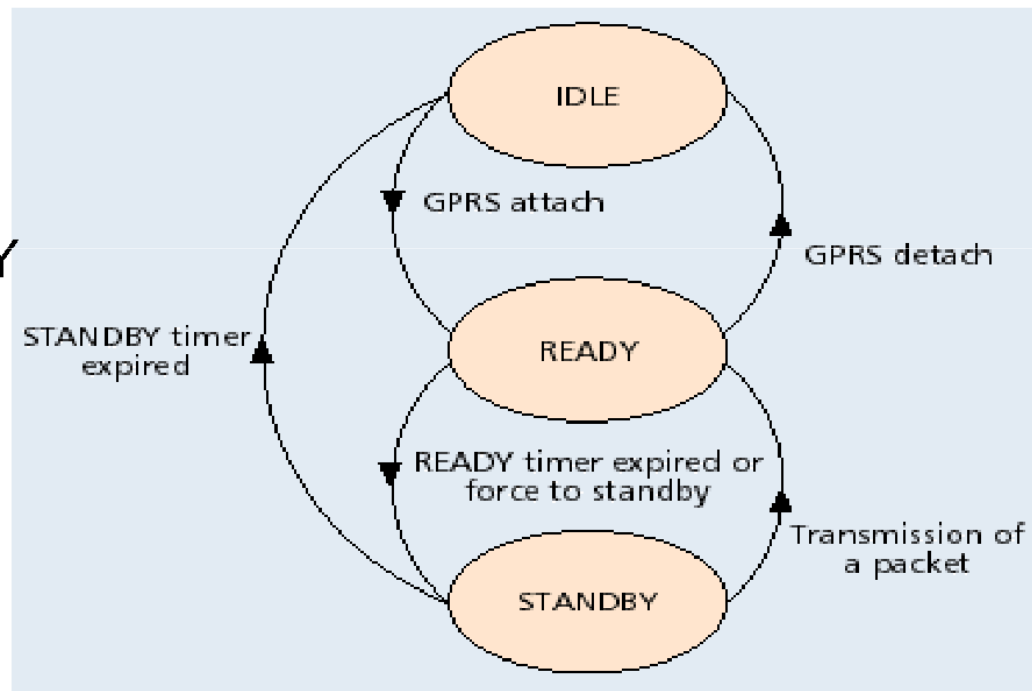 IDLE
GPRS attach
Y
GPRS detach
STANDBY timer
expired
READY
READY timer expired or
force to standby
Transmission of
a packet
STANDBY